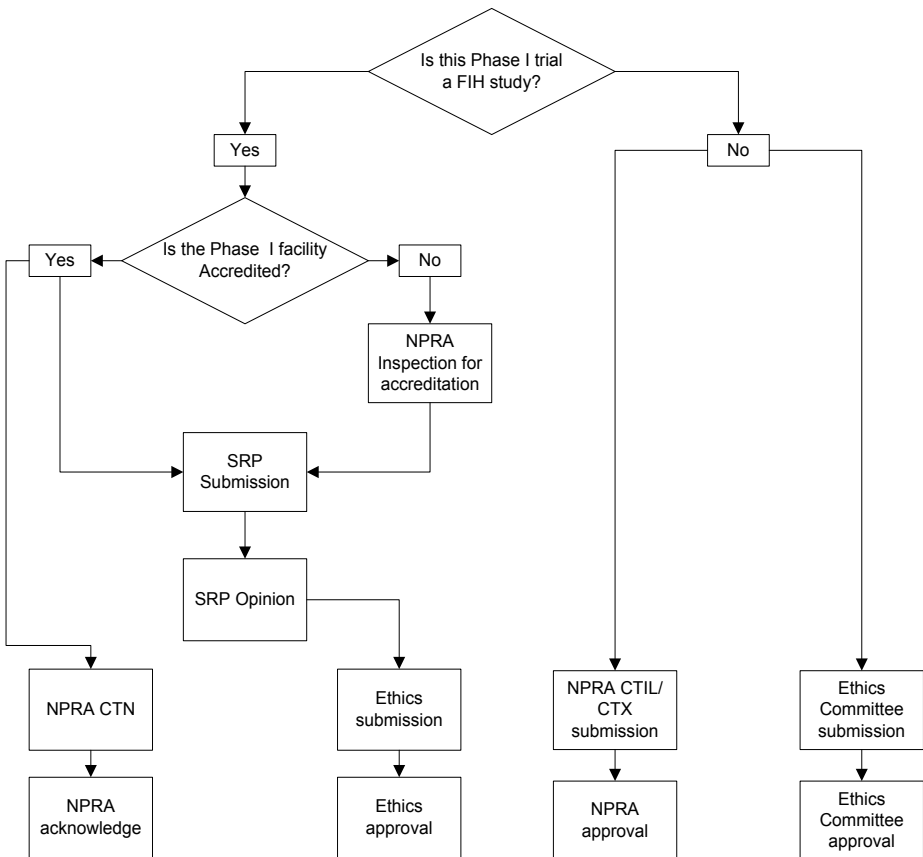 Is this Phase I trial
a FIH study?
Yes
No
Is the Phase I facility
Accredited?
Yes
No
NPRA
Inspection for
accreditation
SRP
Submission
SRP Opinion
NPRA CTN
Ethics
submission
NPRA CTIL/
CTX
submission
Ethics
Committee
submission
NPRA
acknowledge
Ethics
approval
NPRA
approval
Ethics
Committee
approval